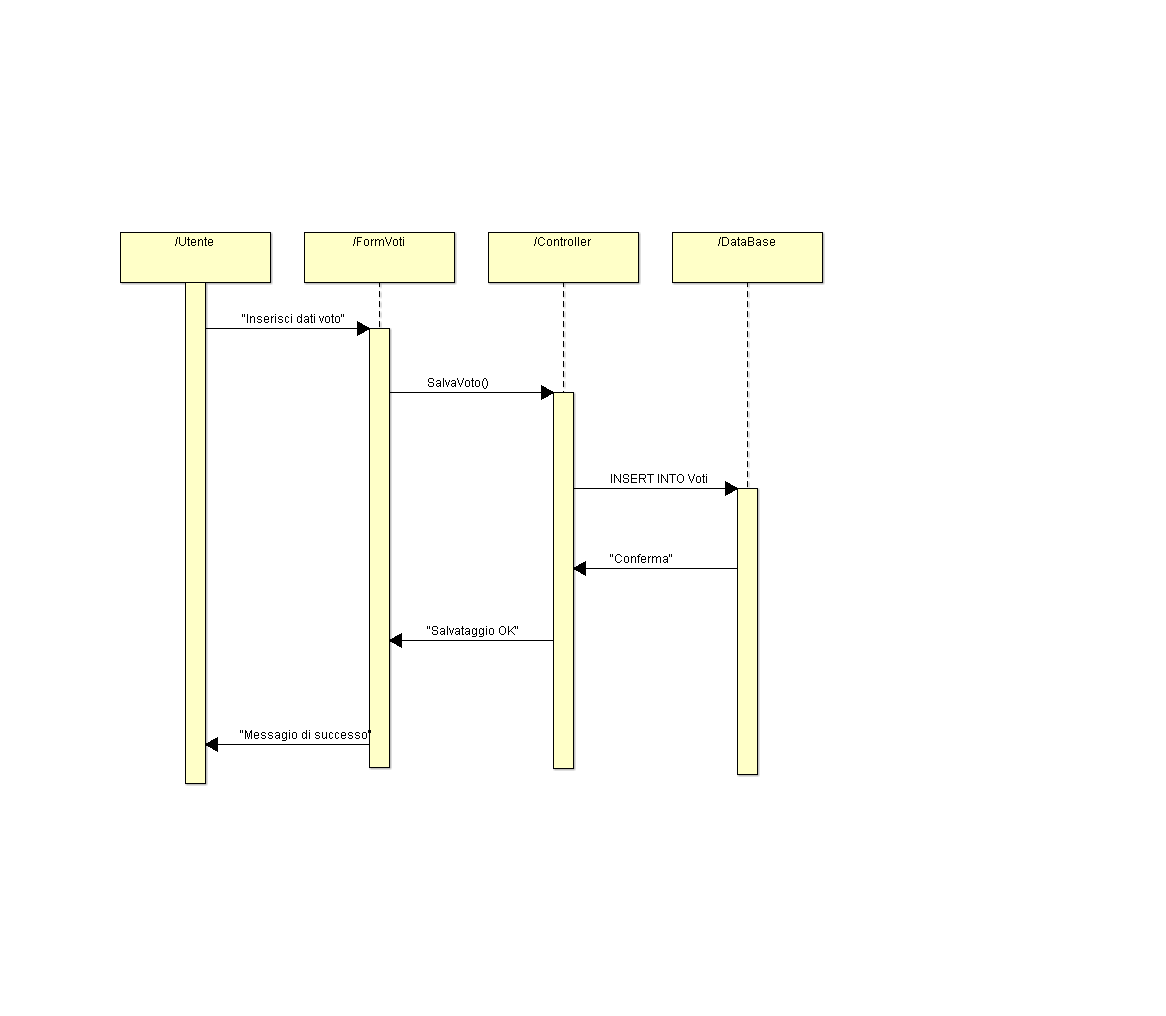 /Utente
/FormVoti
/Controller
/DataBase
"Inserisci dati voto"
SalvaVoto()
INSERT INTO Voti
"Conferma"
"Salvataggio OK"
"Messagio di successo"